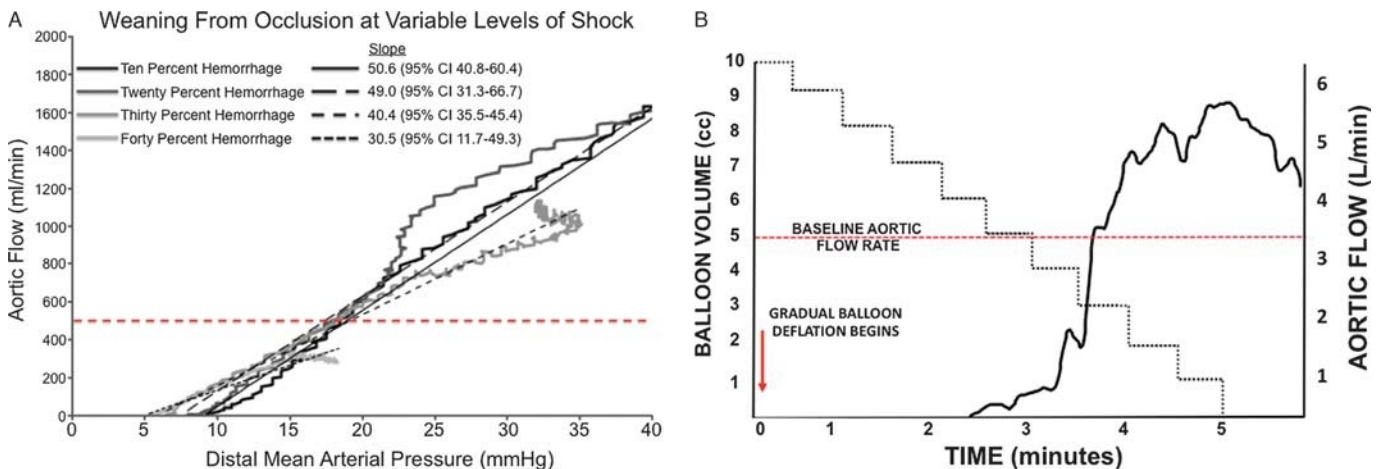 A
Weaning From Occlusion at Variable Levels of Shock
Slope
Ten Percent Hemorrhage 50.6 (95% CI 40.8-60.4)
Twenty Percent Hemorrhage 49.0 (95% CI 31.3-66.7)
Thirty Percent Hemorrhage 40.4 (95% CI 35.5-45.4)
Forty Percent Hemorrhage 30.5 (95% CI 11.7-49.3)
Aortic Flow (ml/min)
2000
1800
1600
1400
1200
1000
800
600
400
200
0
0 5 10 15 20 25 30 35 40
Distal Mean Arterial Pressure (mmHg)
B
BALLOON VOLUME (cc)
10
9
8
7
6
5
4
3
2
1
BASELINE AORTIC
FLOW RATE
GRADUAL BALLOON
DEFLATION BEGINS
6
5
4
3
2
1
AORTIC FLOW (L/min)
0 1 2 3 4 5
TIME (minutes)